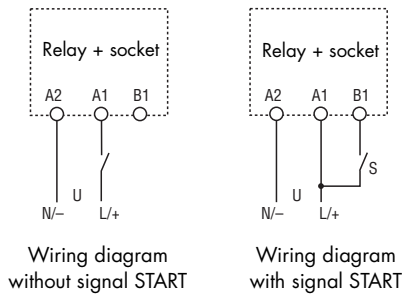 Relay + socket
A2 A1 B1
U
N/– L/+
Wiring diagram
without signal START
Relay + socket
A2 A1 B1
S
U
N/– L/+
Wiring diagram
with signal START